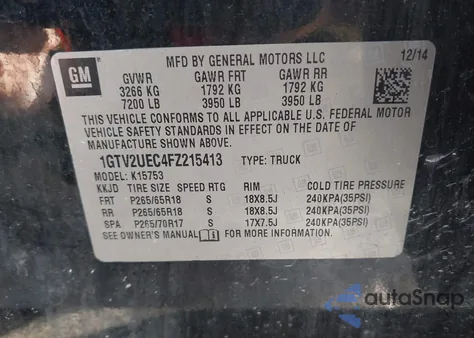 MFD BY GENERAL MOTORS LLC 12/14
GM GVWR GAWR FRT GAWR RR
3266 KG 1792 KG 1792 KG
7200 LB 3950 LB 3950 LB
THIS VEHICLE CONFORMS TO ALL APPLICABLE U.S. FEDERAL MOTOR
VEHICLE SAFETY STANDARDS IN EFFECT ON THE DATE OF
MANUFACTURE SHOWN ABOVE.
1GTV2UEC4FZ215413 TYPE: TRUCK
MODEL: K15753
KKJD TIRE SIZE SPEED RTG RIM COLD TIRE PRESSURE
FRT P265/65R18 S 18X8.5J 240KPA(35PSI)
RR P265/65R18 S 18X8.5J 240KPA(35PSI)
SPA P265/70R17 S 17X7.5J 240KPA(35PSI)
SEE OWNER'S MANUAL FOR MORE INFORMATION
autoSnap